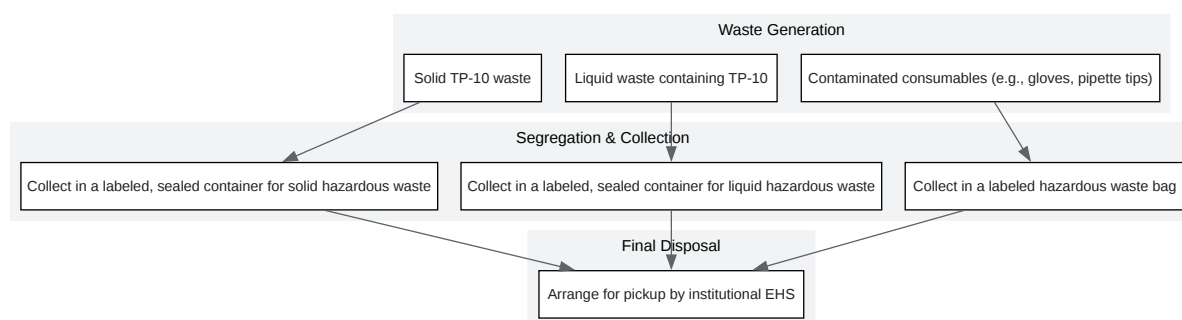 Waste Generation
Solid TP-10 waste
Liquid waste containing TP-10
Contaminated consumables (e.g., gloves, pipette tips)
Segregation & Collection
Collect in a labeled, sealed container for solid hazardous waste
Collect in a labeled, sealed container for liquid hazardous waste
Collect in a labeled hazardous waste bag
Final Disposal
Arrange for pickup by institutional EHS